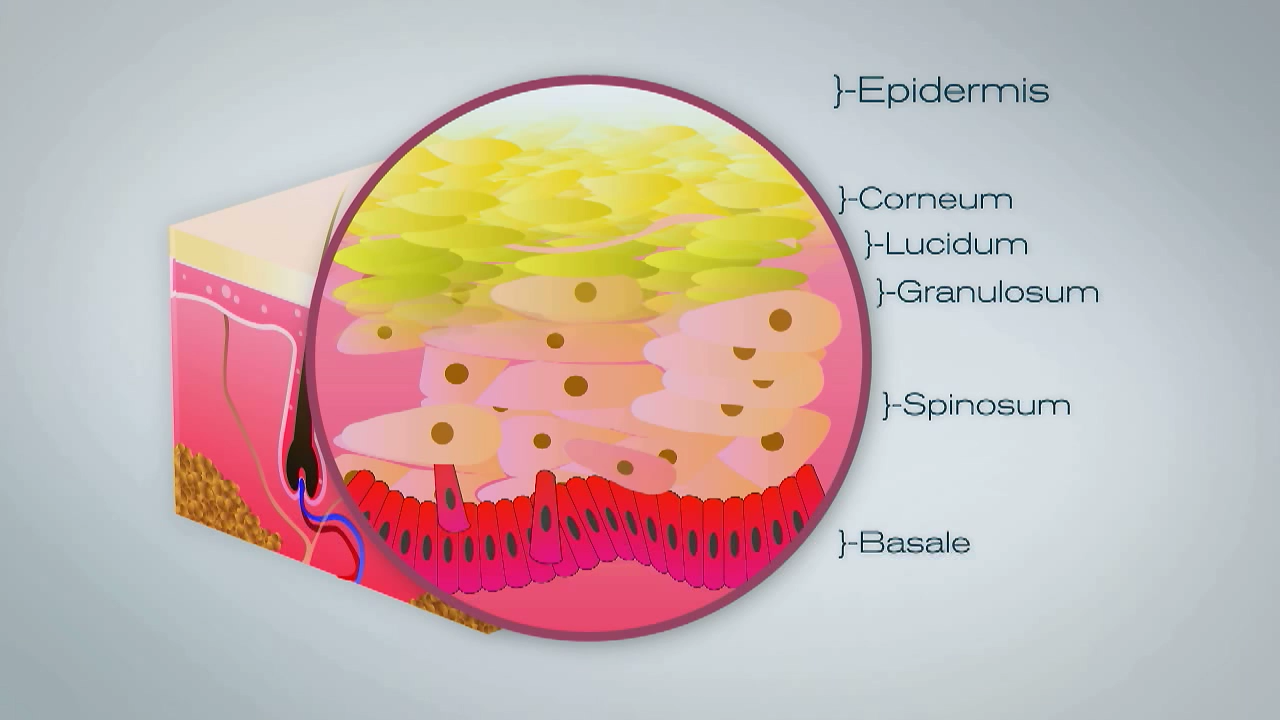 }-Epidermis
}-Corneum
}-Lucidum
}-Granulosum
}-Spinosum
}-Basale